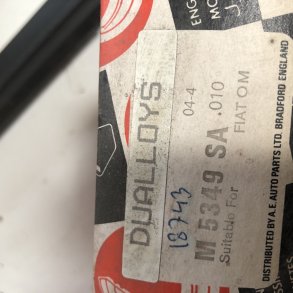 DUALLOYS
04-4
18743
M 5349 SA .010
Suitable For FIAT OM
DISTRIBUTED BY A.E. AUTO PARTS LTD. BRADFORD ENGLAND